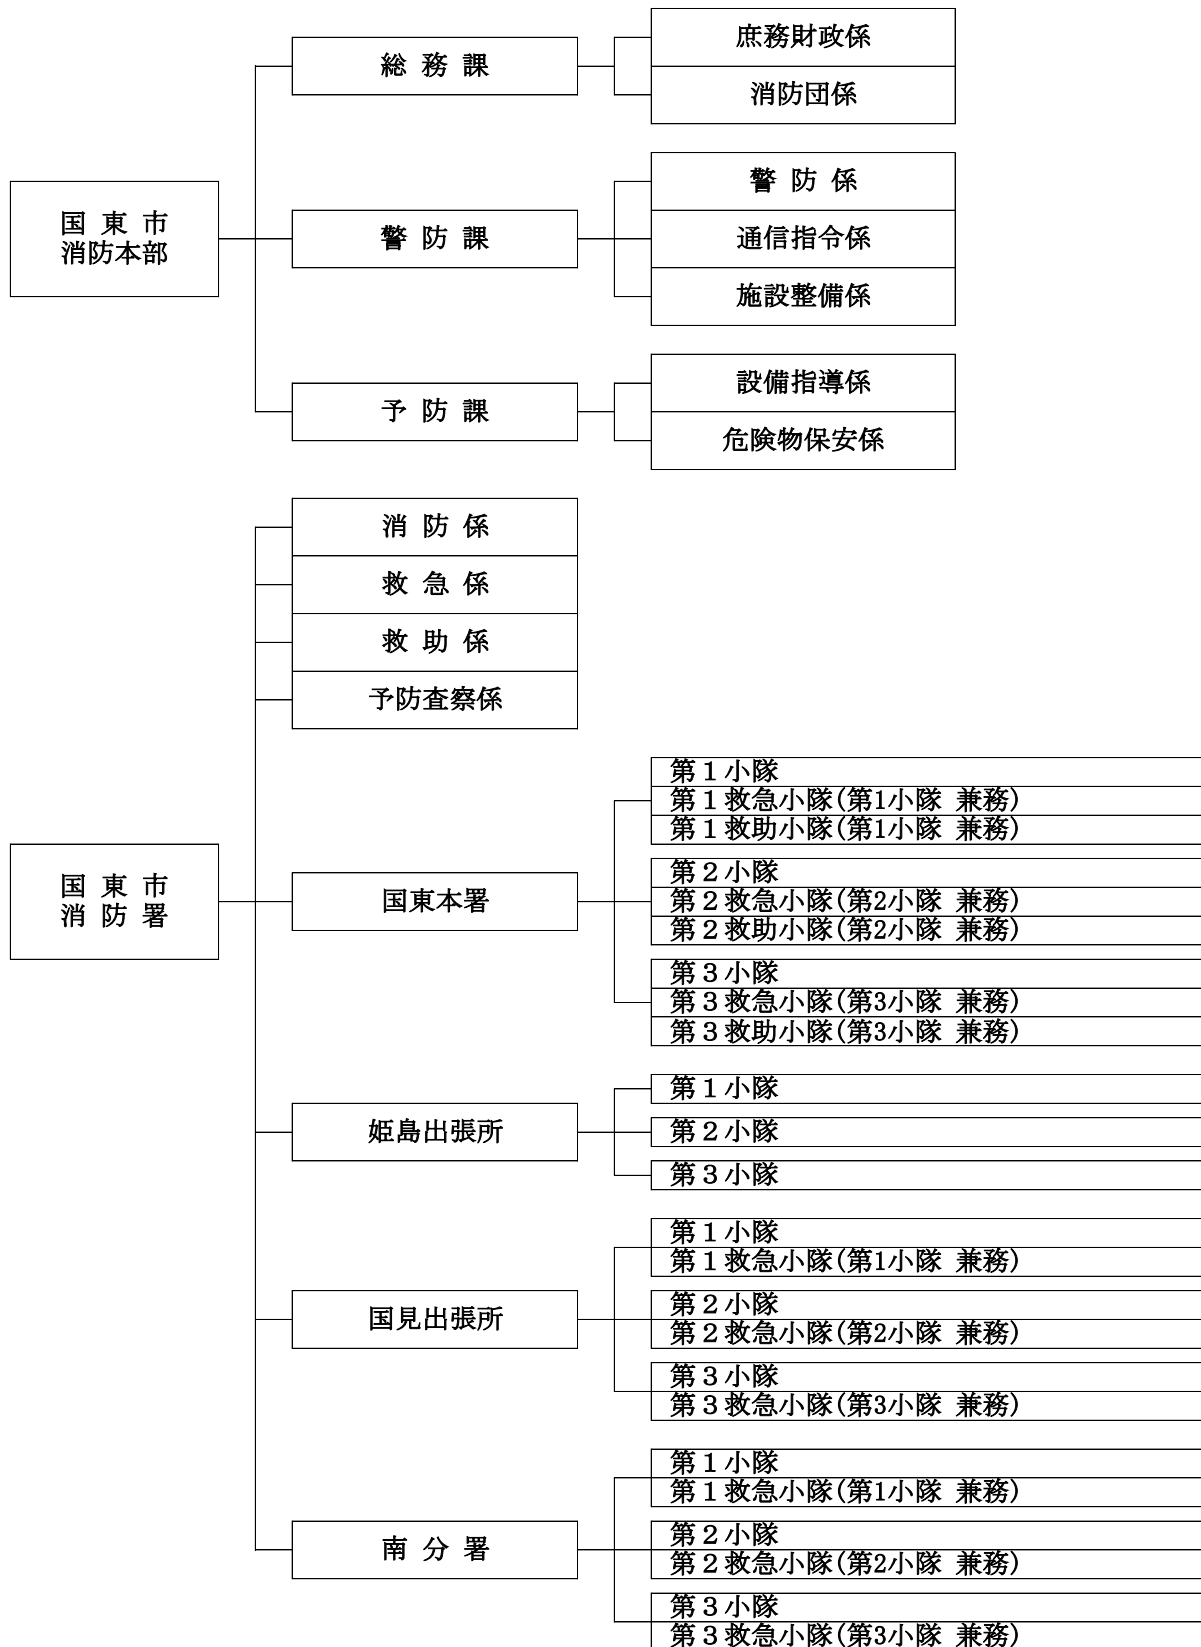 総 務 課
庶務財政係
消防団係
国 東 市
消防本部
警 防 課
警 防 係
通信指令係
施設整備係
予 防 課
設備指導係
危険物保安係
消 防 係
救 急 係
救 助 係
予防査察係
国 東 市
消 防 署
国東本署
第１小隊
第１救急小隊(第1小隊 兼務)
第１救助小隊(第1小隊 兼務)
第２小隊
第２救急小隊(第2小隊 兼務)
第２救助小隊(第2小隊 兼務)
第３小隊
第３救急小隊(第3小隊 兼務)
第３救助小隊(第3小隊 兼務)
姫島出張所
第１小隊
第２小隊
第３小隊
国見出張所
第１小隊
第１救急小隊(第1小隊 兼務)
第２小隊
第２救急小隊(第2小隊 兼務)
第３小隊
第３救急小隊(第3小隊 兼務)
南 分 署
第１小隊
第１救急小隊(第1小隊 兼務)
第２小隊
第２救急小隊(第2小隊 兼務)
第３小隊
第３救急小隊(第3小隊 兼務)